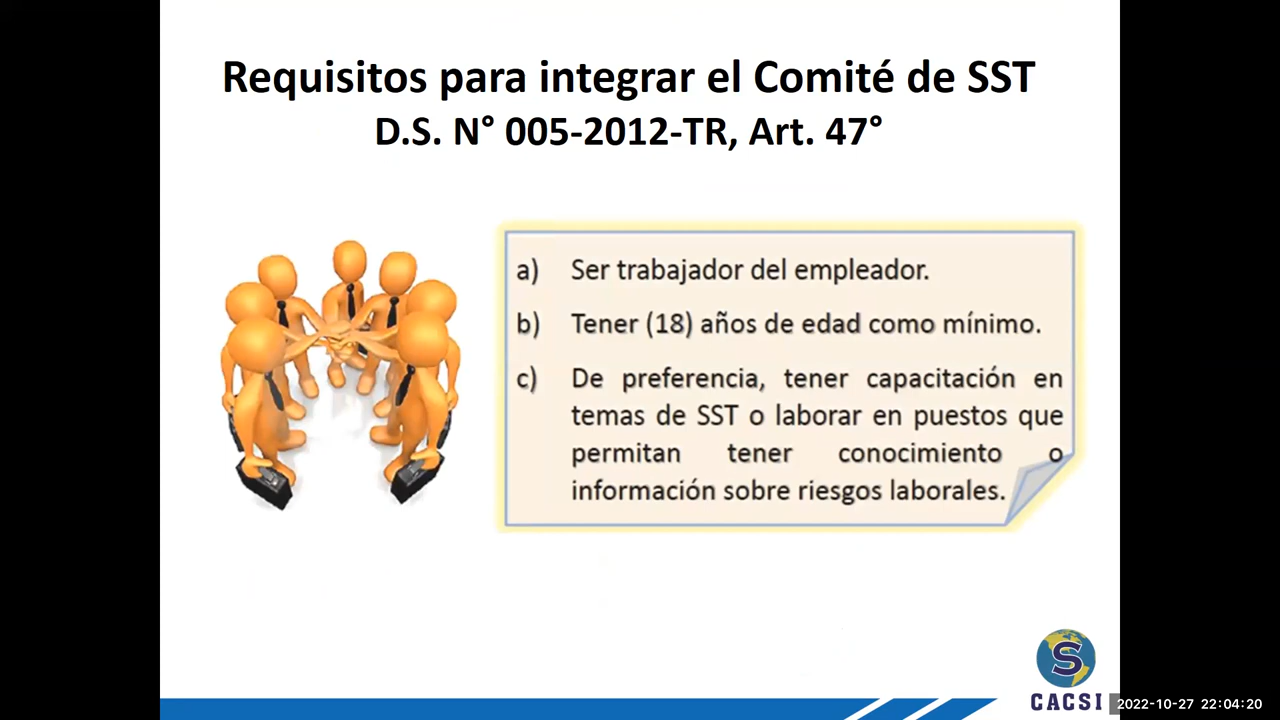 Requisitos para integrar el Comité de SST
D.S. N° 005-2012-TR, Art. 47°
a) Ser trabajador del empleador.
b) Tener (18) años de edad como mínimo.
c) De preferencia, tener capacitación en
temas de SST o laborar en puestos que
permitan tener conocimiento o
información sobre riesgos laborales.
S
CACSI
2022-10-27 22:04:20